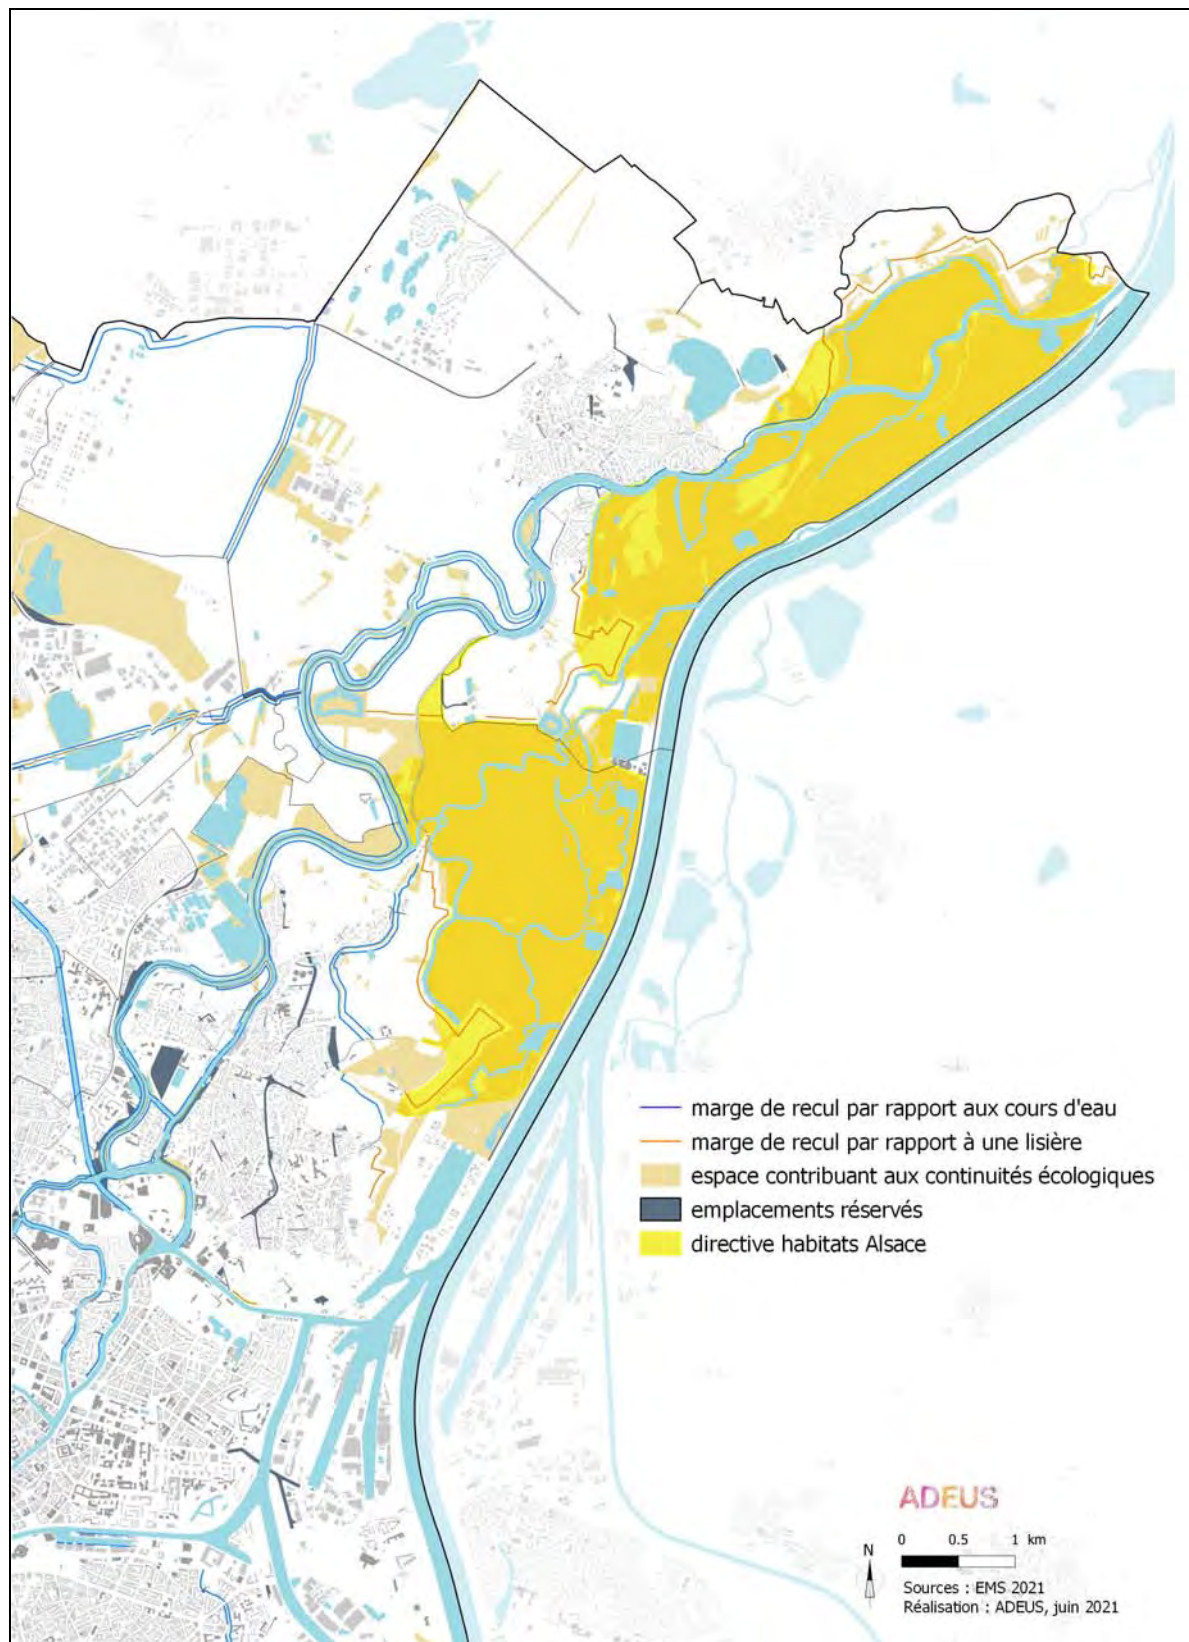 marge de recul par rapport aux cours d'eau
marge de recul par rapport à une lisière
espace contribuant aux continuités écologiques
emplacements réservés
directive habitats Alsace
ADEUS
0 0.5 1 km
N
Sources : EMS 2021
Réalisation : ADEUS, juin 2021